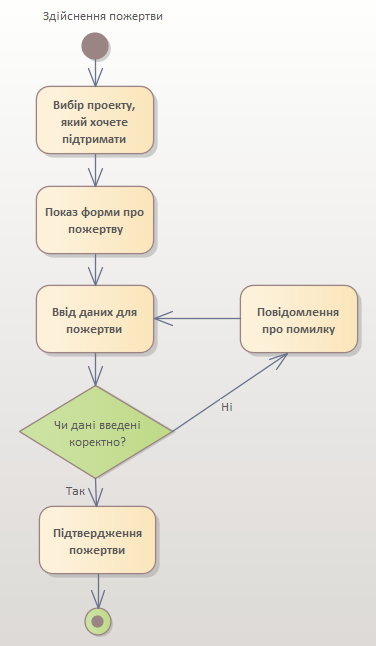 Здійснення пожертви
Вибір проекту,
який хочете
підтримати
Показ форми про
пожертву
Ввід даних для
пожертви
Повідомлення
про помилку
Чи дані введені
коректно?
Ні
Так
Підтвердження
пожертви